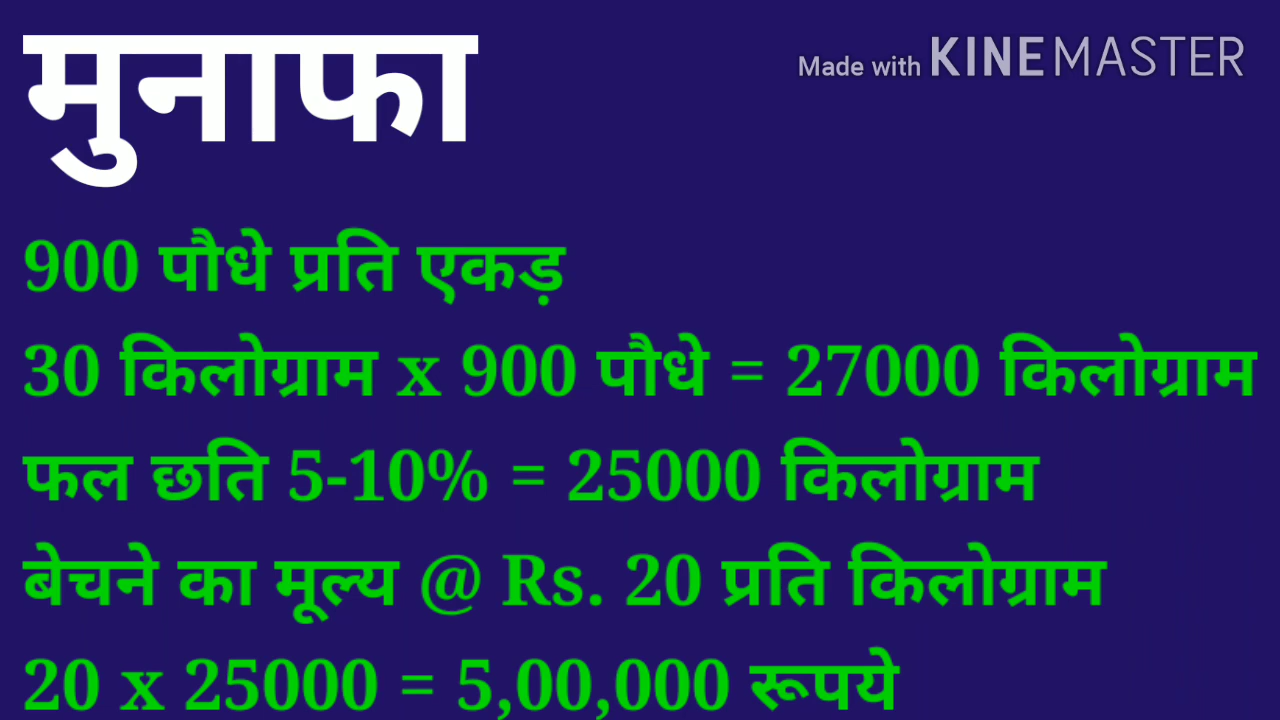 मुनाफा
Made with KINEMASTER
900 पौधे प्रति एकड़
30 किलोग्राम x 900 पौधे = 27000 किलोग्राम
फल छति 5-10% = 25000 किलोग्राम
बेचने का मूल्य @ Rs. 20 प्रति किलोग्राम
20 x 25000 = 5,00,000 रूपये